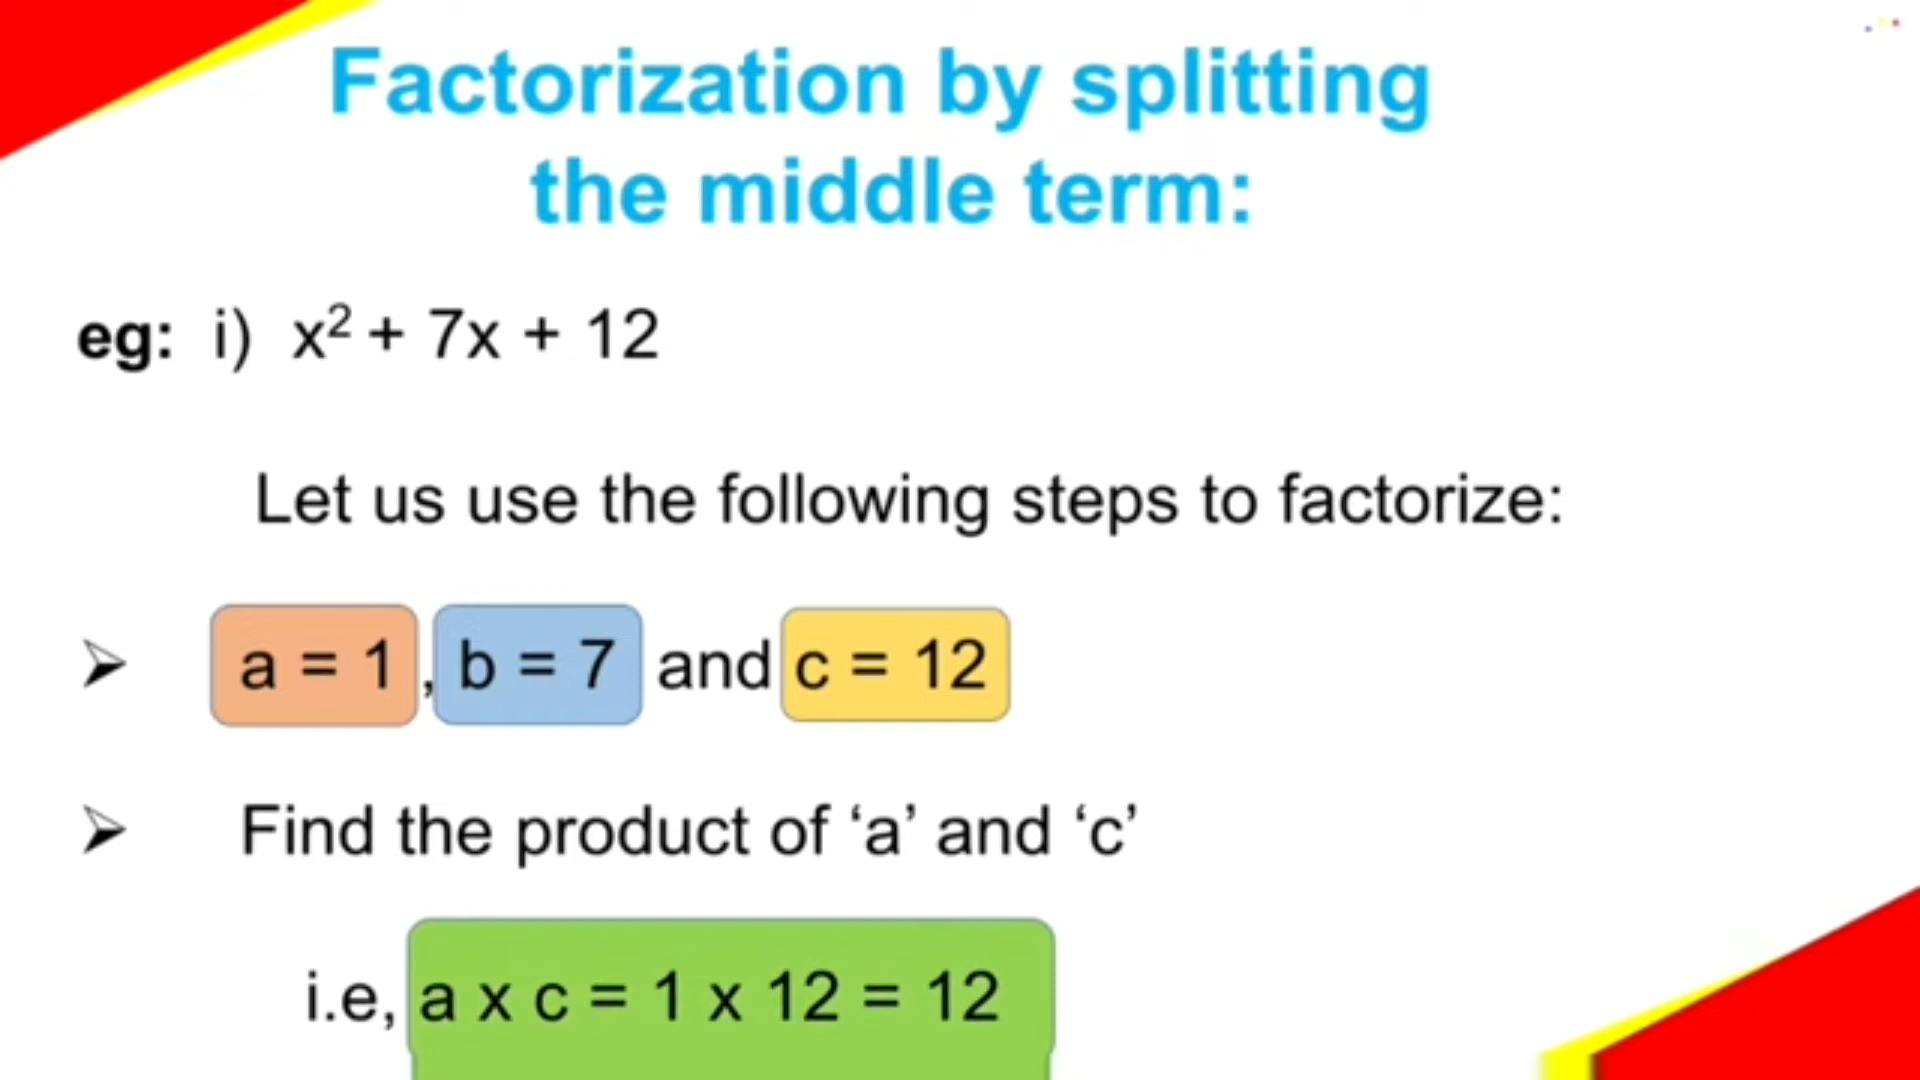 Factorization by splitting
the middle term:
eg: i) x² + 7x + 12
Let us use the following steps to factorize:
➢ a = 1 , b = 7 and c = 12
➢ Find the product of ‘a’ and ‘c’
i.e, a x c = 1 x 12 = 12